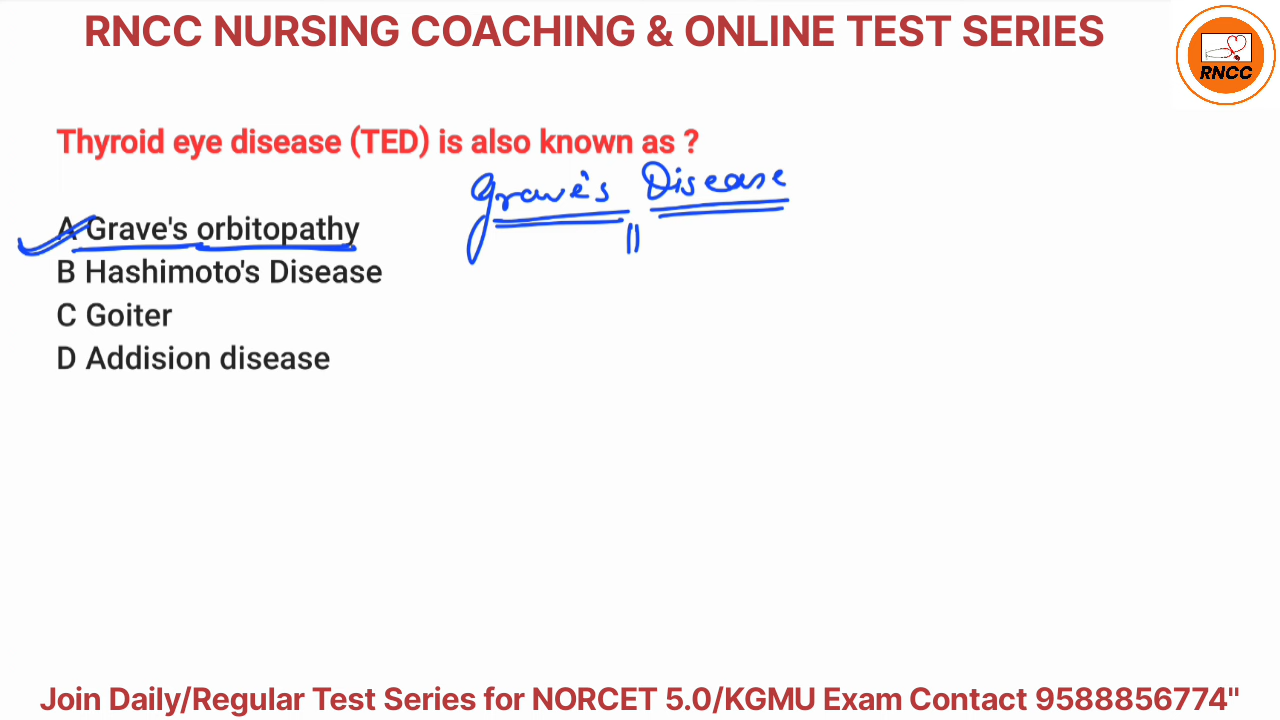 RNCC NURSING COACHING & ONLINE TEST SERIES
RNCC
Thyroid eye disease (TED) is also known as ?
Grave's Disease
A Grave's orbitopathy
B Hashimoto's Disease
C Goiter
D Addision disease
Join Daily/Regular Test Series for NORCET 5.0/KGMU Exam Contact 9588856774"